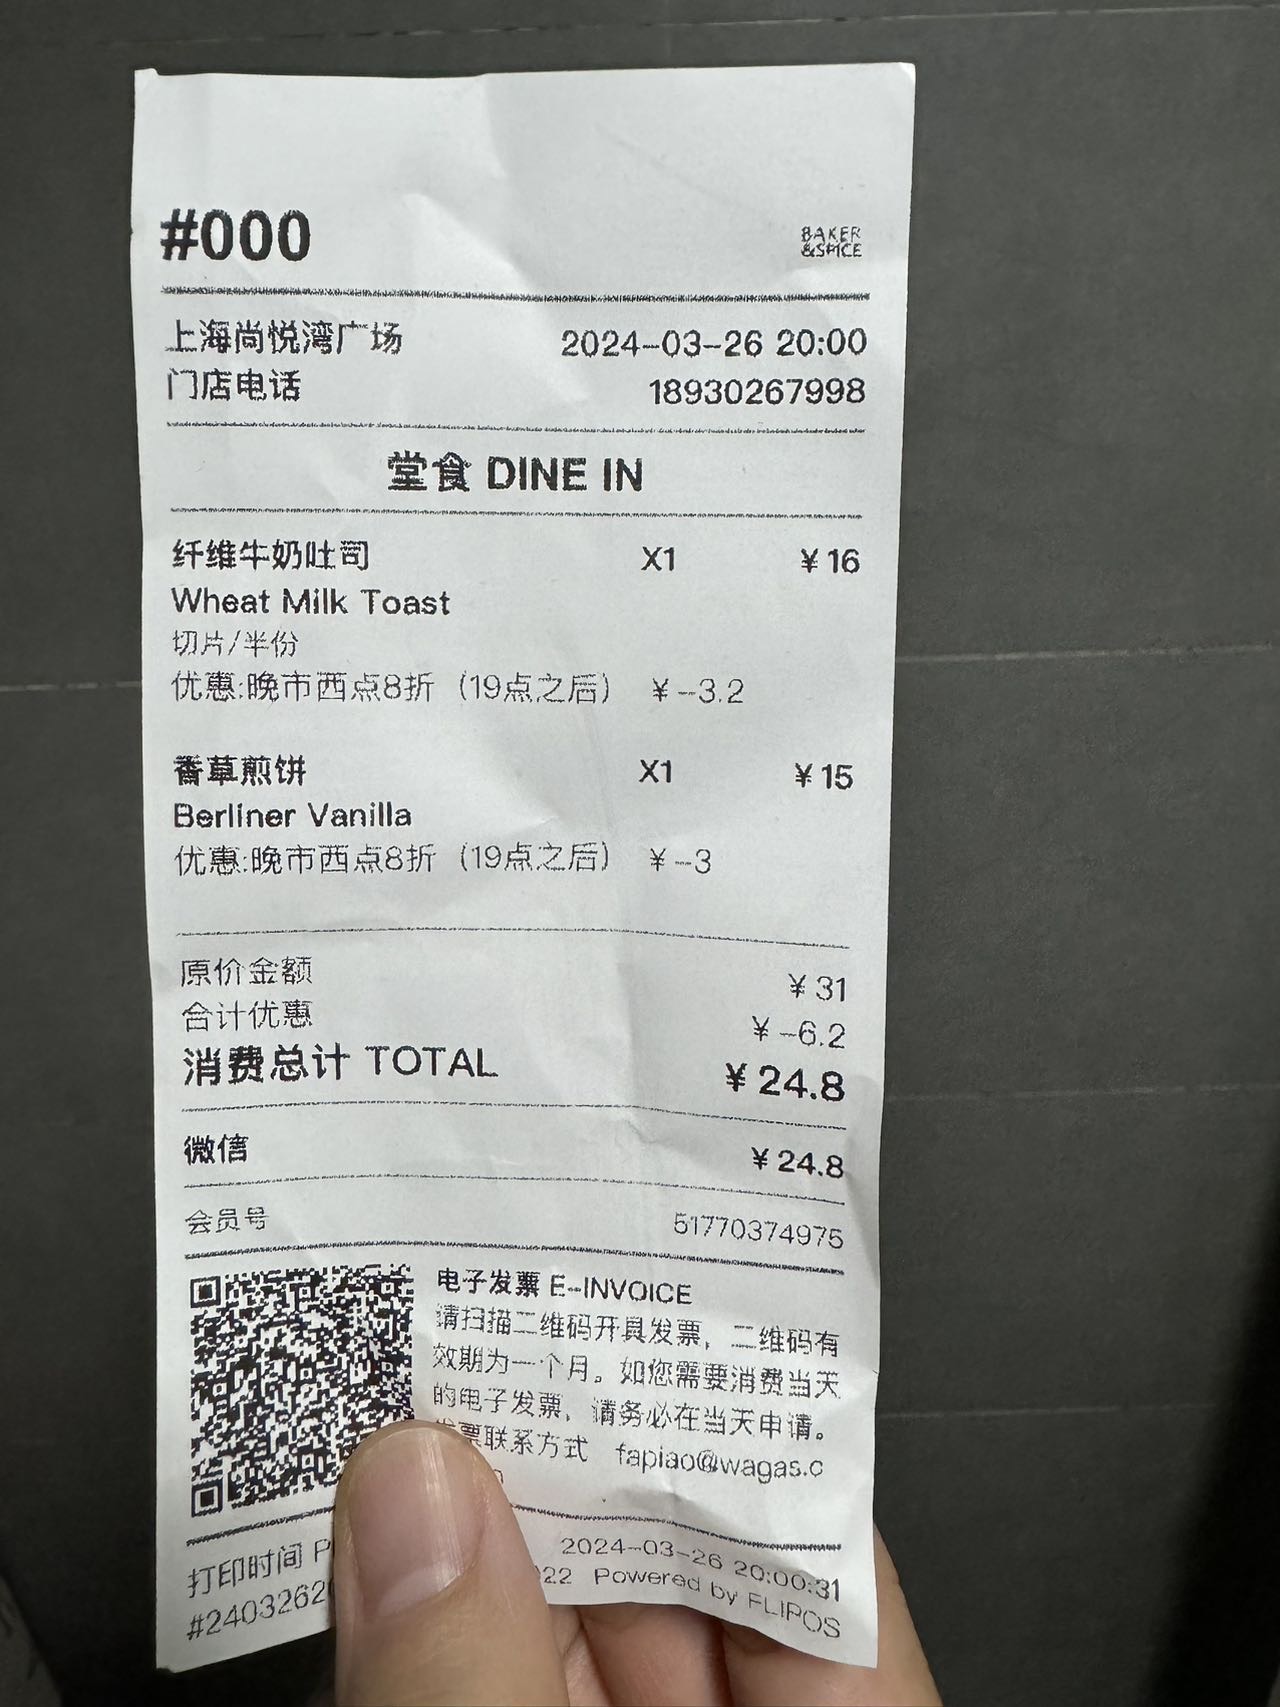 #000
BAKER
&SPICE
上海尚悦湾广场 2024-03-26 20:00
门店电话 18930267998
堂食 DINE IN
纤维牛奶吐司 X1 ¥16
Wheat Milk Toast
切片/半份
优惠:晚市西点8折（19点之后） ¥-3.2
香草煎饼 X1 ¥15
Berliner Vanilla
优惠:晚市西点8折（19点之后） ¥-3
原价金额 ¥31
合计优惠 ¥-6.2
消费总计 TOTAL ¥24.8
微信 ¥24.8
会员号 51770374975
电子发票 E-INVOICE
请扫描二维码开具发票，二维码有
效期为一个月。如您需要消费当天
的电子发票，请务必在当天申请。
发票联系方式 fapiao@wagas.c
打印时间 P 2024-03-26 20:00:31
#2403262 22 Powered by FLIPOS